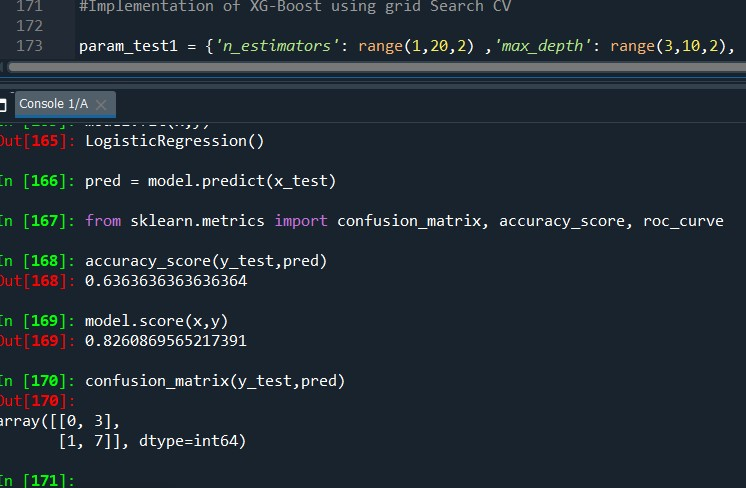 171 #Implementation of XG-Boost using grid Search CV
172
173 param_test1 = {'n_estimators': range(1,20,2) ,'max_depth': range(3,10,2),
Console 1/A
Out[165]: LogisticRegression()
In [166]: pred = model.predict(x_test)
In [167]: from sklearn.metrics import confusion_matrix, accuracy_score, roc_curve
In [168]: accuracy_score(y_test,pred)
Out[168]: 0.6363636363636364
In [169]: model.score(x,y)
Out[169]: 0.8260869565217391
In [170]: confusion_matrix(y_test,pred)
Out[170]:
array([[0, 3],
[1, 7]], dtype=int64)
In [171]: